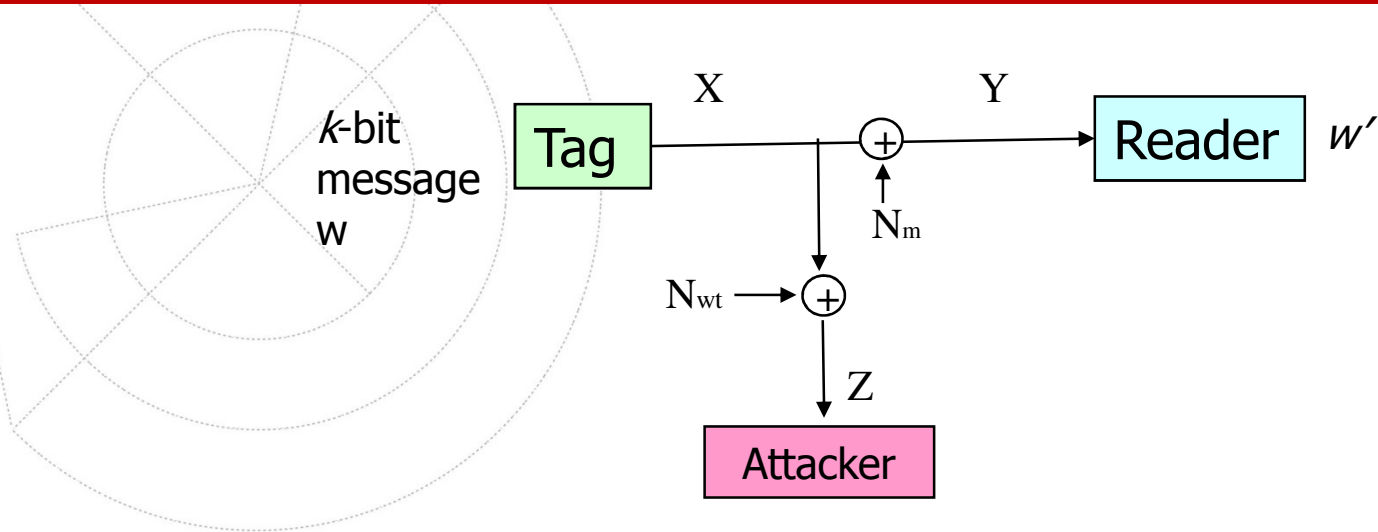 X
Y
k-bit
message
w
Tag
+
Reader
w′
Nm
Nwt
+
Z
Attacker